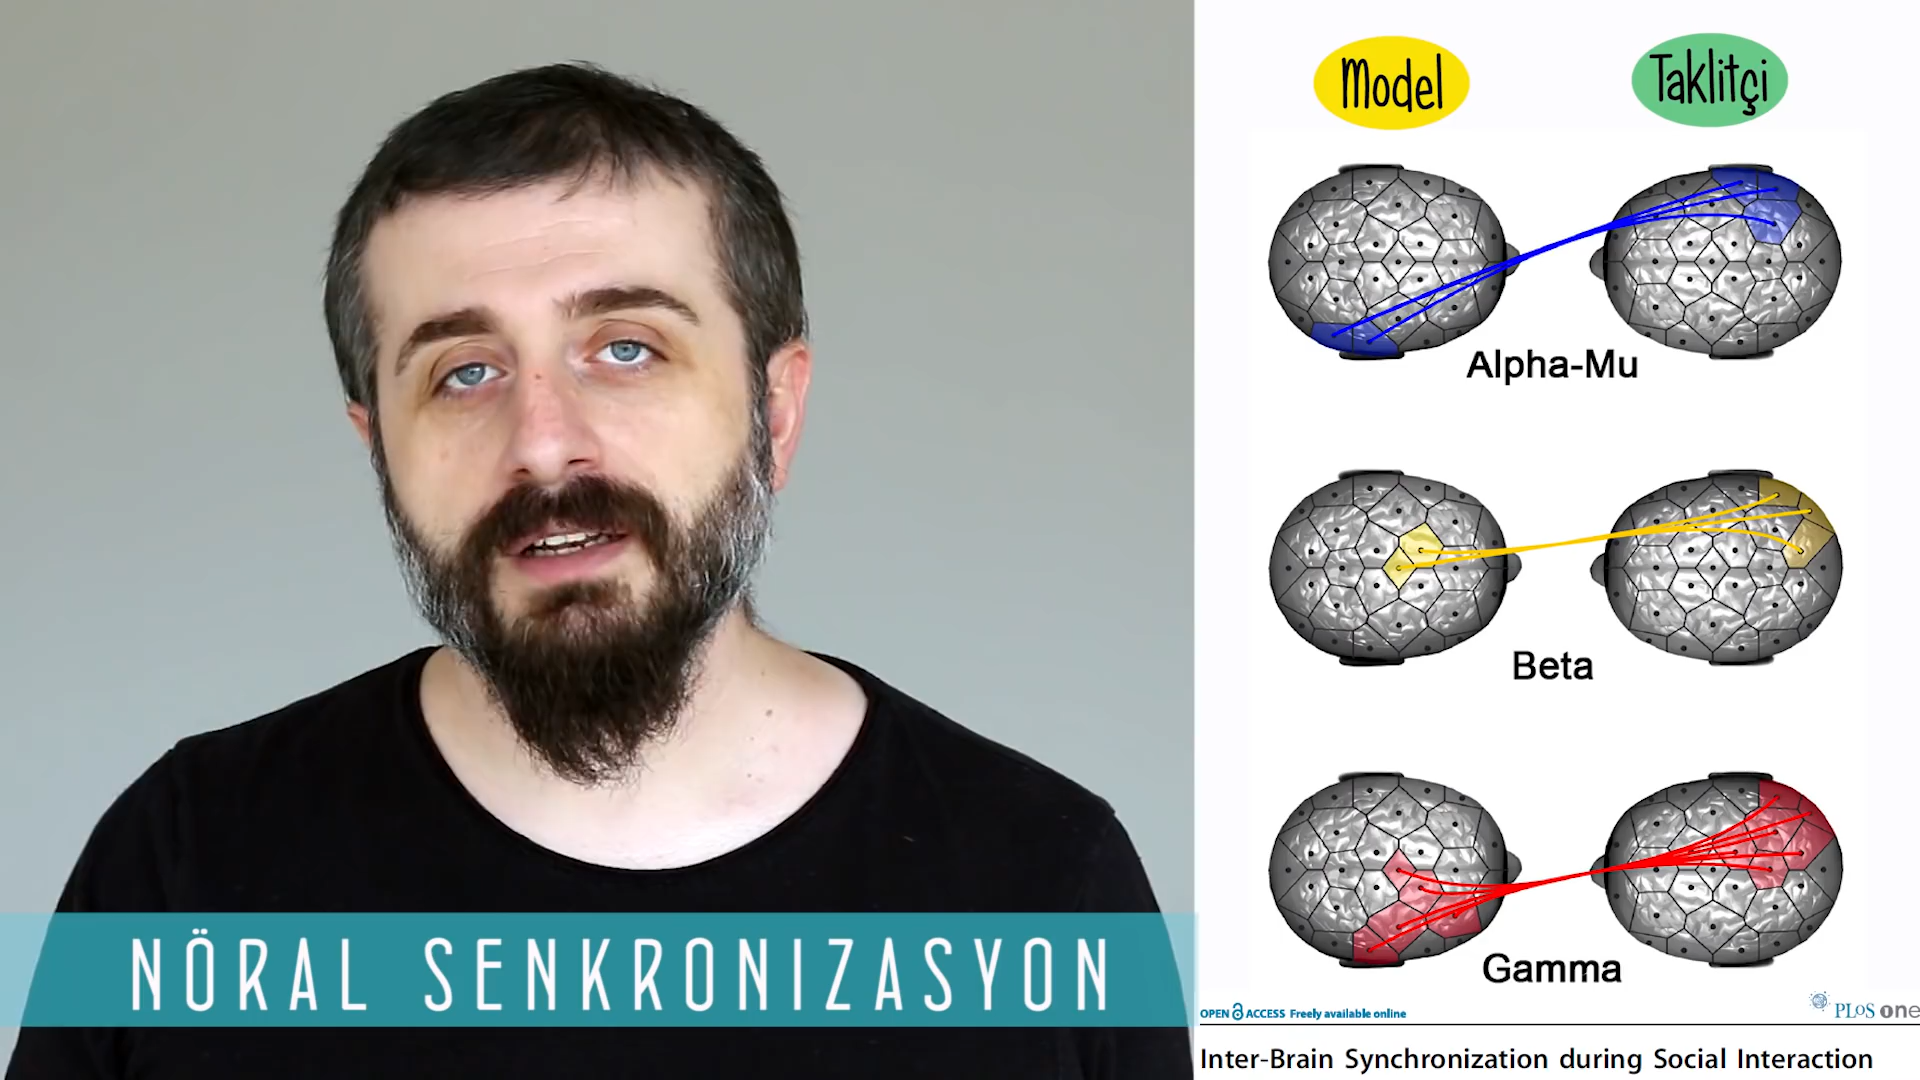 Model
Taklitçi
Alpha-Mu
Beta
Gamma
NÖRAL SENKRONIZASYON
OPEN ACCESS Freely available online
PLoS one
Inter-Brain Synchronization during Social Interaction